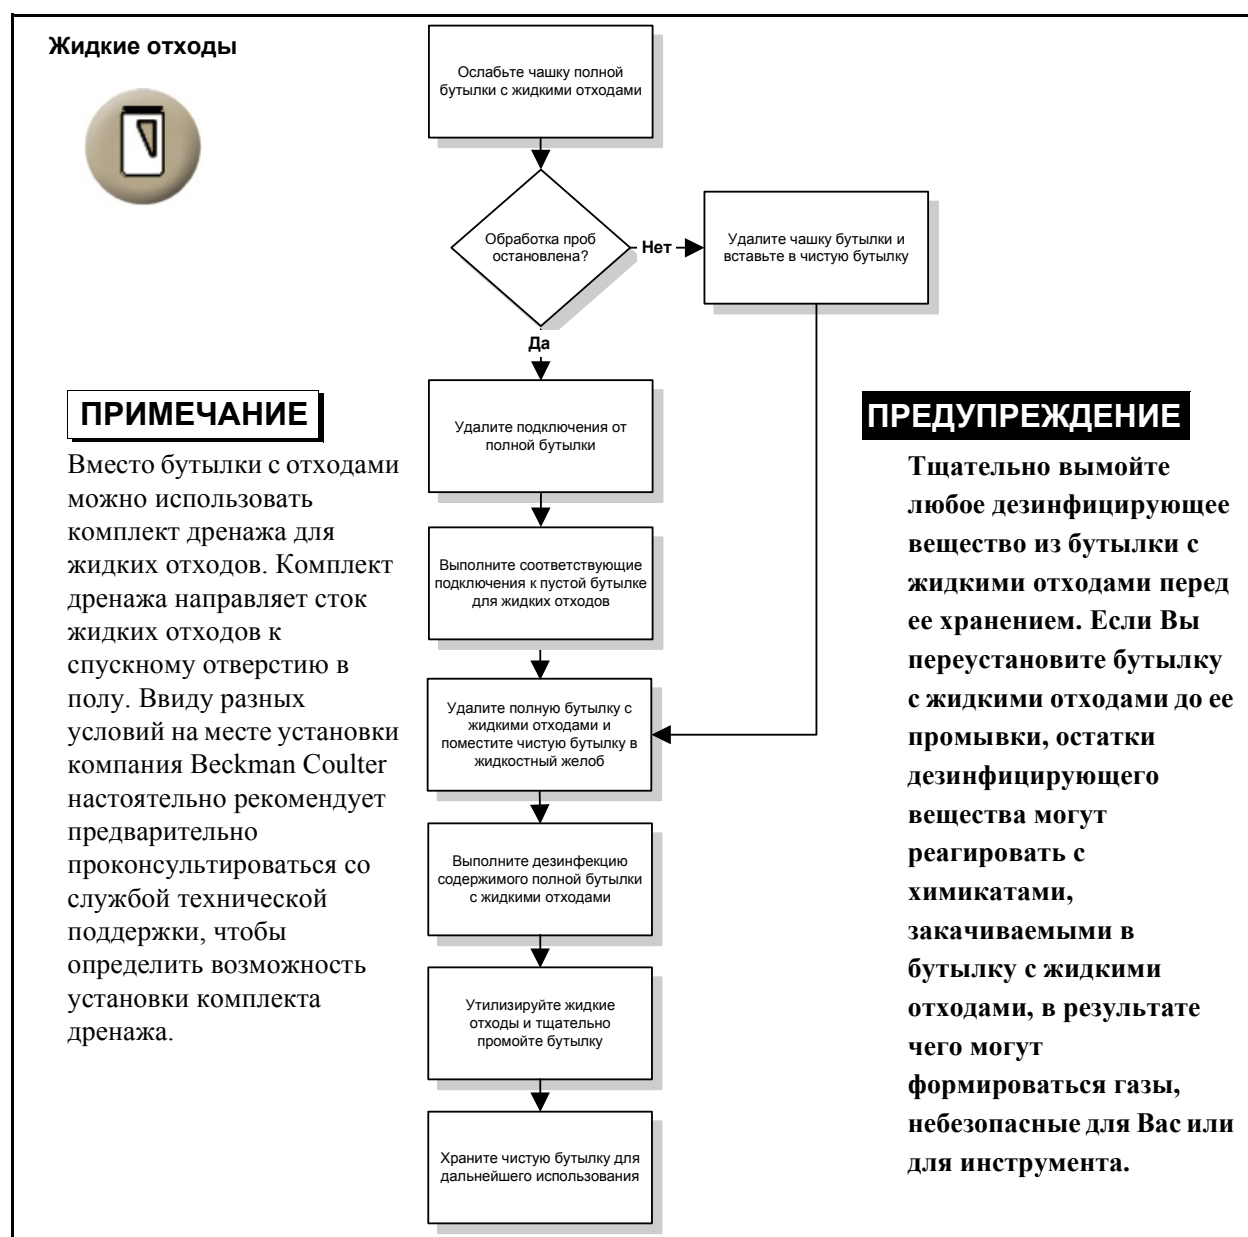 Жидкие отходы
Ослабьте чашку полной
бутылки с жидкими отходами
Обработка проб
остановлена?
Нет
Удалите чашку бутылки и
вставьте в чистую бутылку
Да
Удалите подключения от
полной бутылки
Выполните соответствующие
подключения к пустой бутылке
для жидких отходов
Удалите полную бутылку с
жидкими отходами и
поместите чистую бутылку в
жидкостный желоб
Выполните дезинфекцию
содержимого полной бутылки
с жидкими отходами
Утилизируйте жидкие
отходы и тщательно
промойте бутылку
Храните чистую бутылку для
дальнейшего использования
ПРИМЕЧАНИЕ
Вместо бутылки с отходами
можно использовать
комплект дренажа для
жидких отходов. Комплект
дренажа направляет сток
жидких отходов к
спускному отверстию в
полу. Ввиду разных
условий на месте установки
компания Beckman Coulter
настоятельно рекомендует
предварительно
проконсультироваться со
службой технической
поддержки, чтобы
определить возможность
установки комплекта
дренажа.
ПРЕДУПРЕЖДЕНИЕ
Тщательно вымойте
любое дезинфицирующее
вещество из бутылки с
жидкими отходами перед
ее хранением. Если Вы
переустановите бутылку
с жидкими отходами до ее
промывки, остатки
дезинфицирующего
вещества могут
реагировать с
химикатами,
закачиваемыми в
бутылку с жидкими
отходами, в результате
чего могут
формироваться газы,
небезопасные для Вас или
для инструмента.